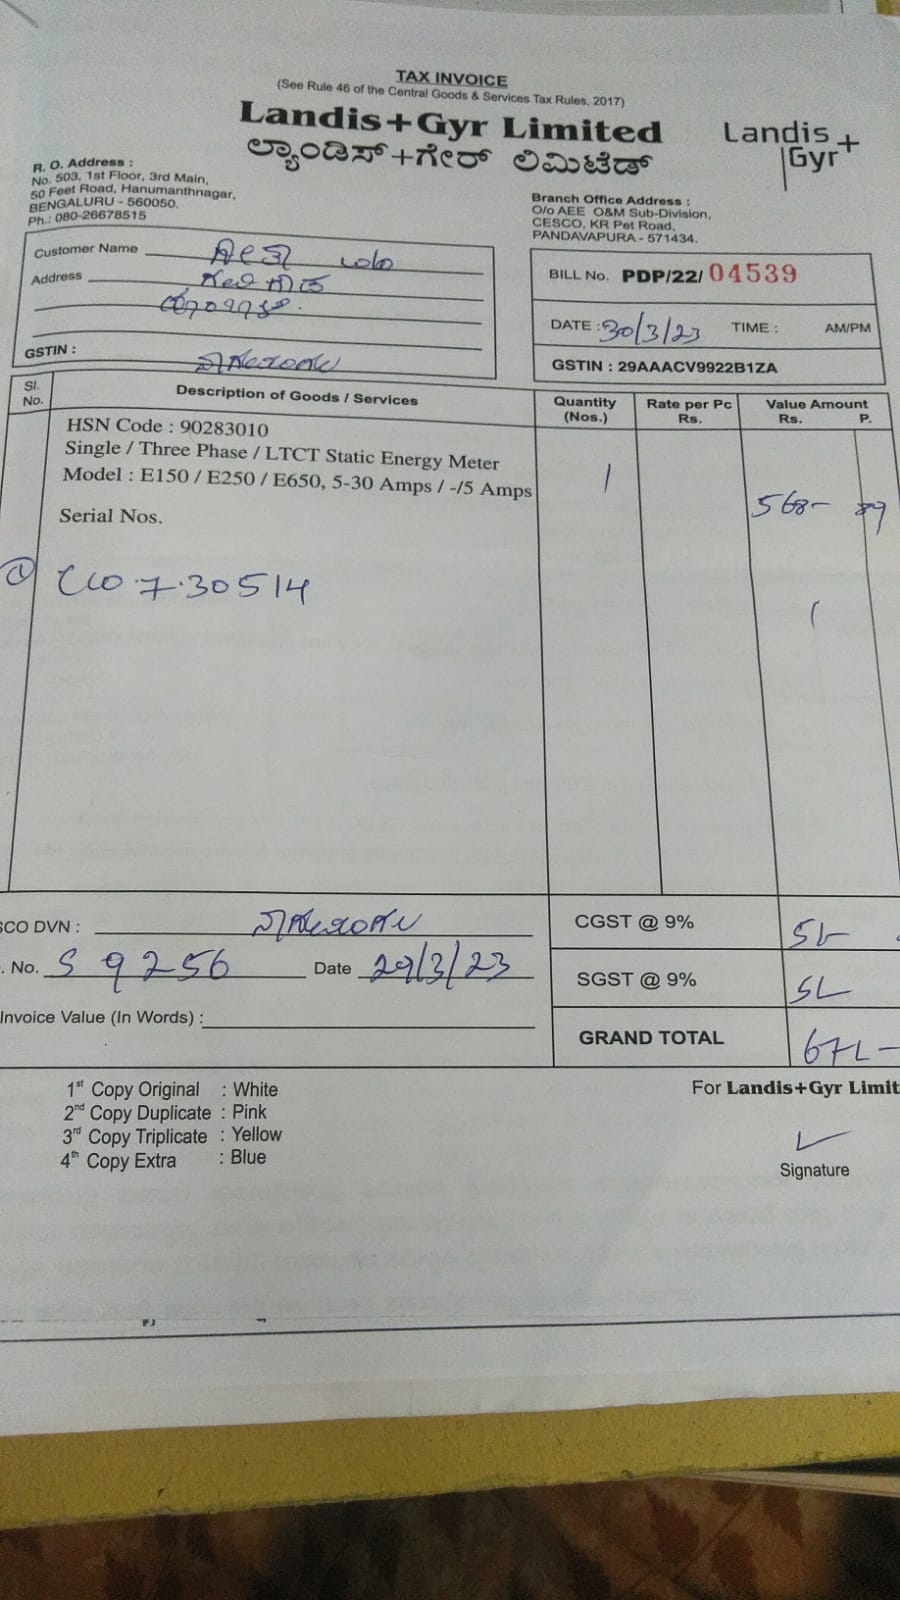 TAX INVOICE
(See Rule 46 of the Central Goods & Services Tax Rules, 2017)
Landis+Gyr Limited
ಲ್ಯಾಂಡಿಸ್+ಗೇರ್ ಲಿಮಿಟೆಡ್
Landis+
Gyr
R. O. Address :
No. 503, 1st Floor, 3rd Main,
50 Feet Road, Hanumanthnagar,
BENGALURU - 560050.
Ph.: 080-26678515
Branch Office Address :
O/o AEE O&M Sub-Division,
CESCO, KR Pet Road,
PANDAVAPURA - 571434.
Customer Name
Address
GSTIN :
BILL No. PDP/22/ 04539
DATE : 30/3/23 TIME : AM/PM
GSTIN : 29AAACV9922B1ZA
Sl. No. Description of Goods / Services Quantity (Nos.) Rate per Pc Rs. Value Amount Rs. P.
HSN Code : 90283010
Single / Three Phase / LTCT Static Energy Meter
Model : E150 / E250 / E650, 5-30 Amps / -/5 Amps 1
568-
Serial Nos.
7.30514
SCO DVN :
. No. S 9256 Date 29/3/23
Invoice Value (In Words) :
CGST @ 9%
SGST @ 9%
GRAND TOTAL
1st Copy Original : White
2nd Copy Duplicate : Pink
3rd Copy Triplicate : Yellow
4th Copy Extra : Blue
For Landis+Gyr Limit
Signature